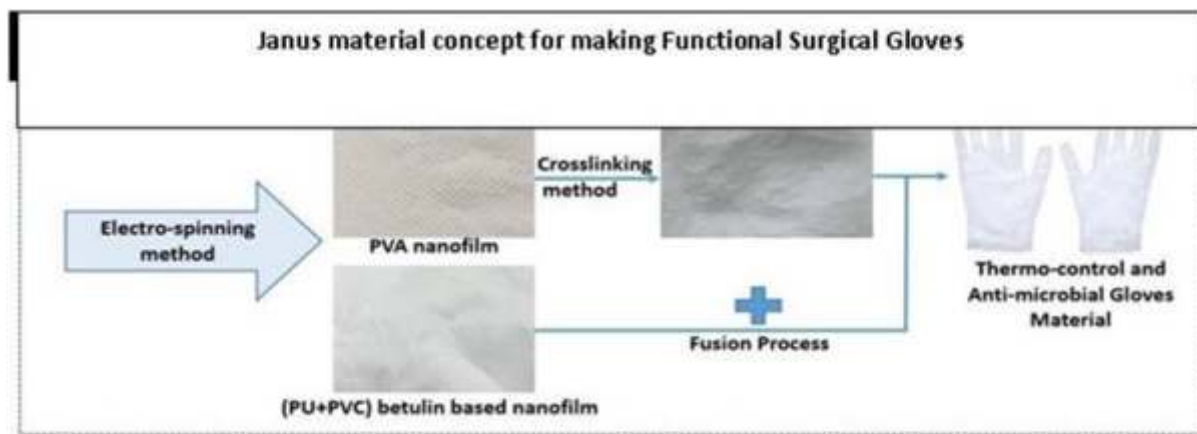 Janus material concept for making Functional Surgical Gloves
Electro-spinning
method
PVA nanofilm
Crosslinking
method
(PU+PVC) betulin based nanofilm
Fusion Process
Thermo-control and
Anti-microbial Gloves
Material